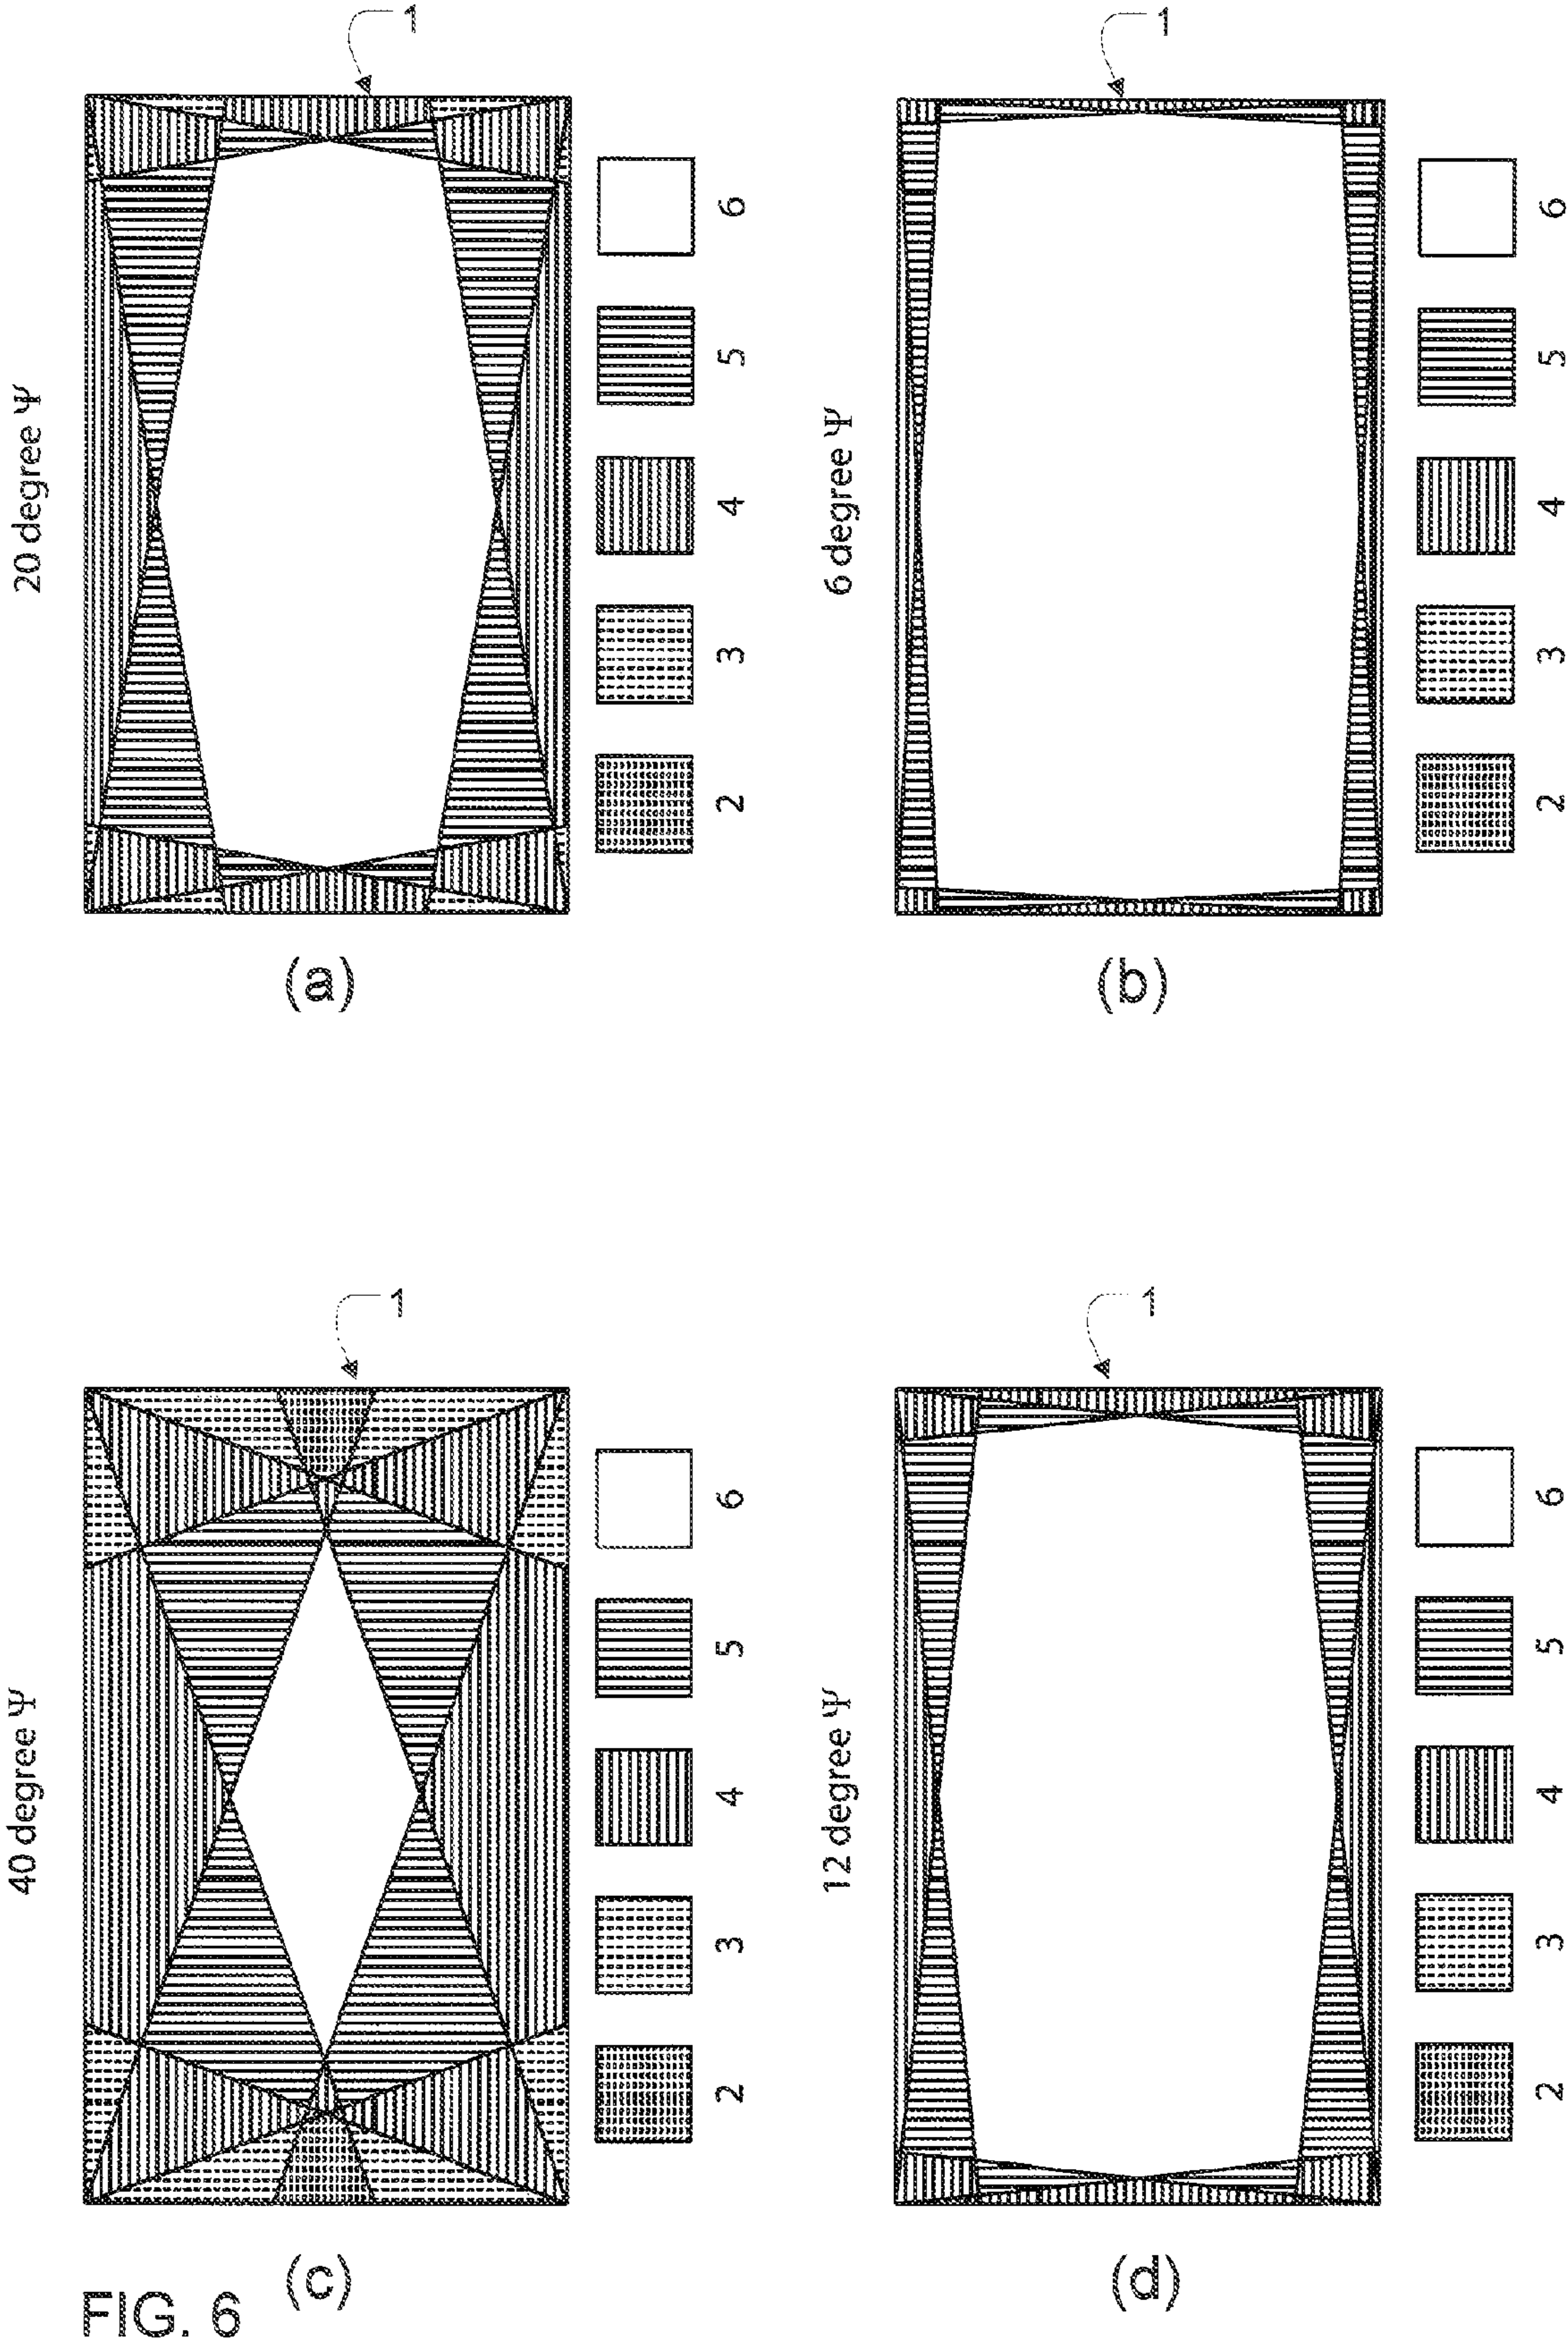 FIG. 6
(a)
20 degree Ψ
1
2 3 4 5 6
(b)
6 degree Ψ
1
2 3 4 5 6
(c)
40 degree Ψ
1
2 3 4 5 6
(d)
12 degree Ψ
1
2 3 4 5 6